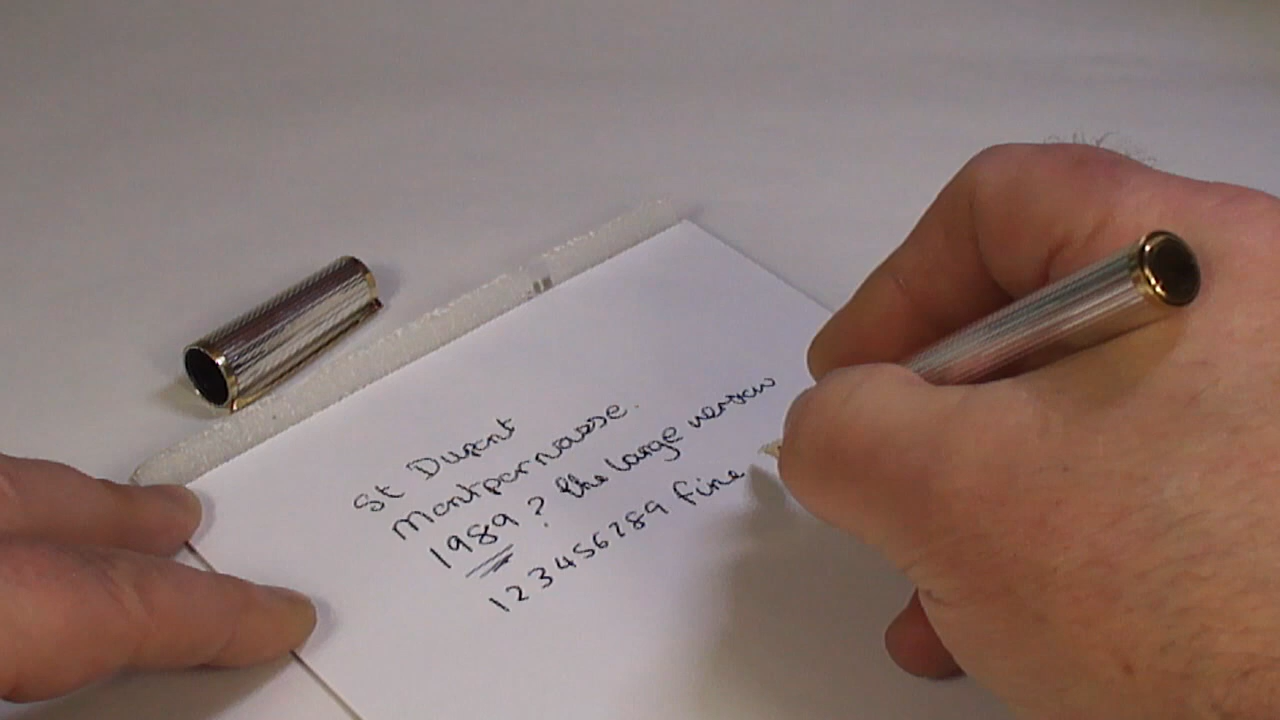 St Dupont
Montparnasse.
1989 ? the large version
123456789 fine